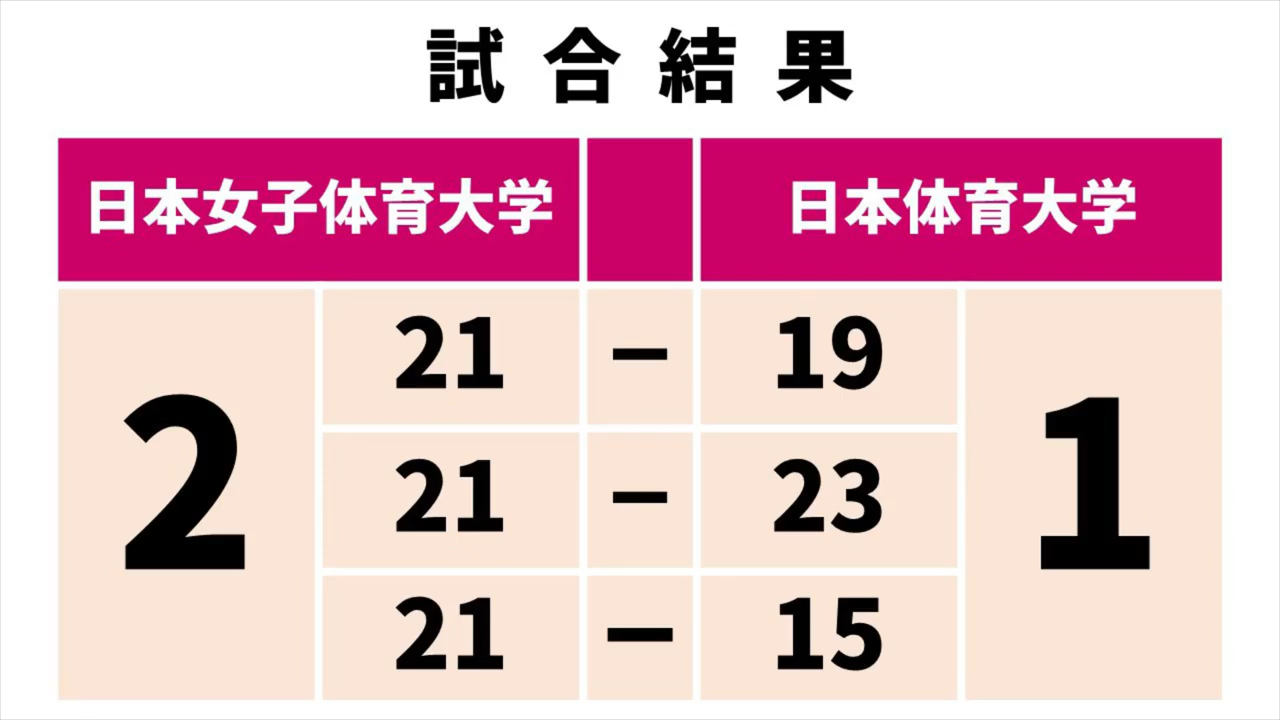 試合結果
日本女子体育大学 日本体育大学
2 21 - 19 1
21 - 23
21 - 15